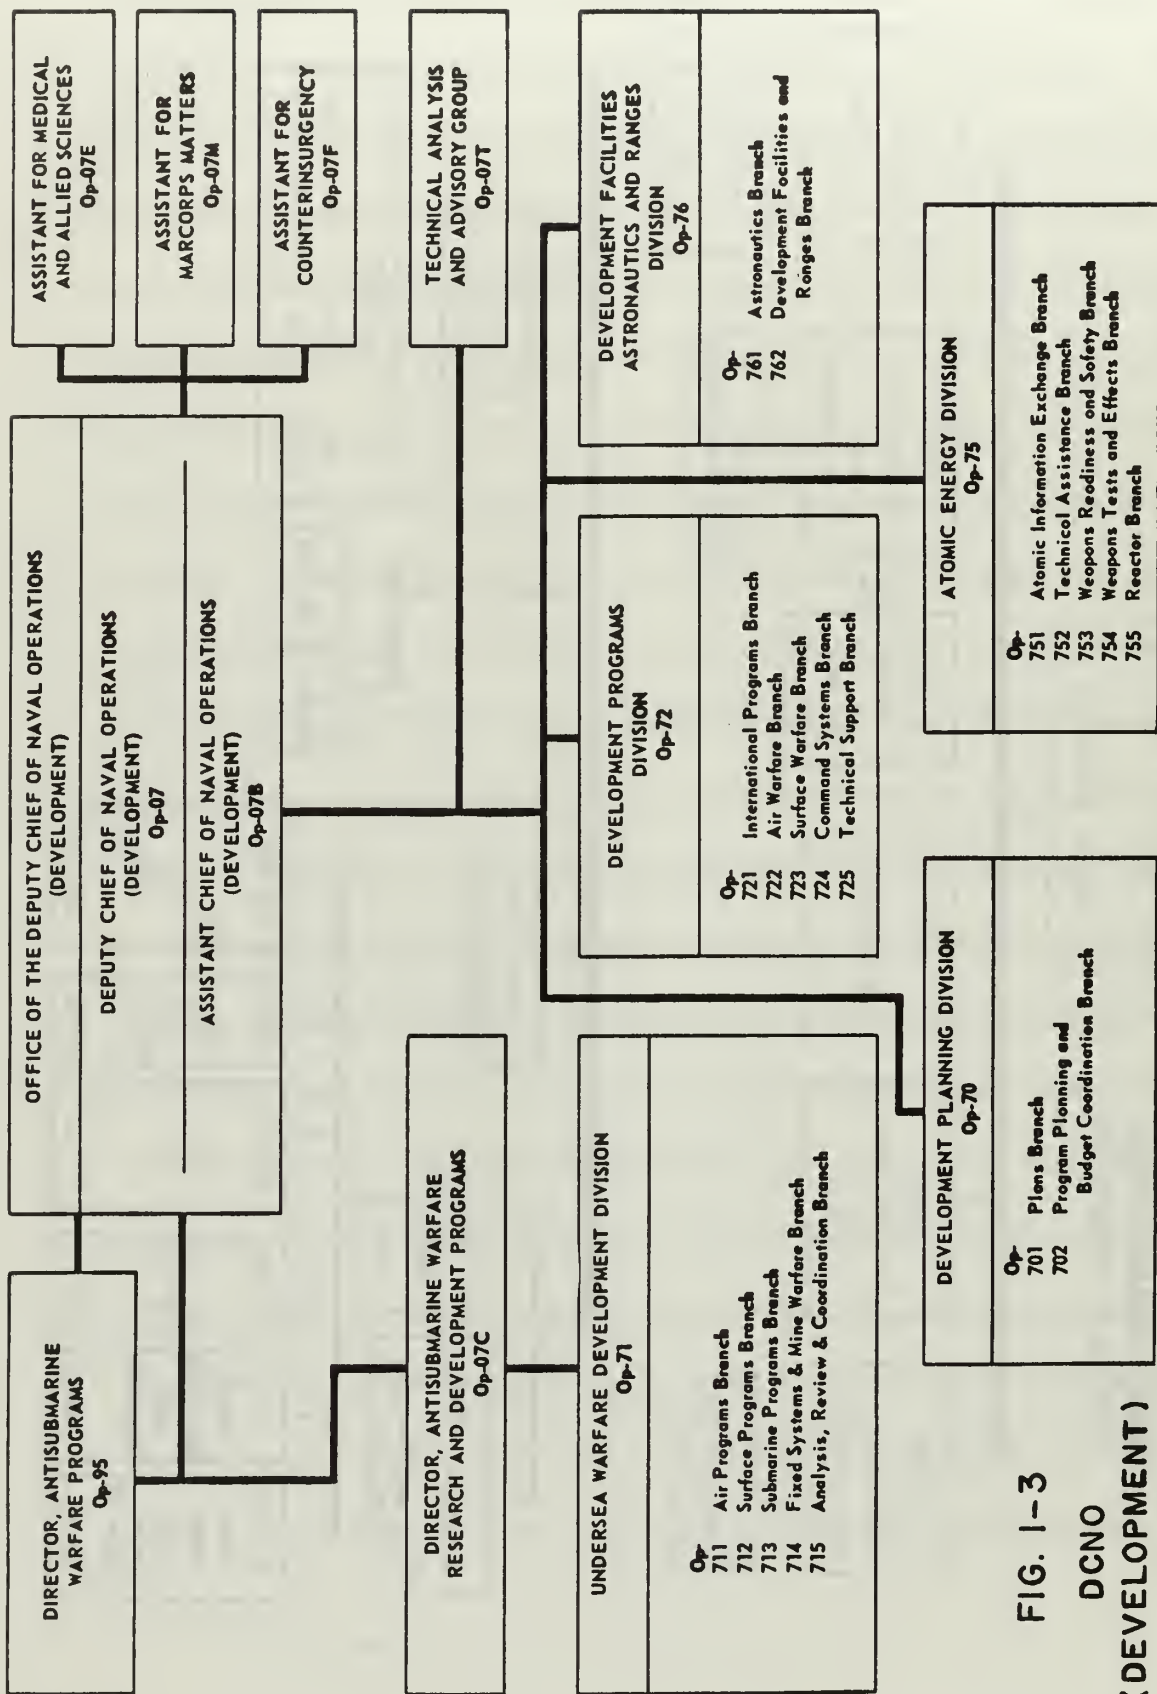 DIRECTOR, ANTISUBMARINE
WARFARE PROGRAMS
Op-95
OFFICE OF THE DEPUTY CHIEF OF NAVAL OPERATIONS
(DEVELOPMENT)
DEPUTY CHIEF OF NAVAL OPERATIONS
(DEVELOPMENT)
Op-07
ASSISTANT CHIEF OF NAVAL OPERATIONS
(DEVELOPMENT)
Op-07B
ASSISTANT FOR MEDICAL
AND ALLIED SCIENCES
Op-07E
ASSISTANT FOR
MARCORPS MATTERS
Op-07M
ASSISTANT FOR
COUNTERINSURGENCY
Op-07F
DIRECTOR, ANTISUBMARINE WARFARE
RESEARCH AND DEVELOPMENT PROGRAMS
Op-07C
TECHNICAL ANALYSIS
AND ADVISORY GROUP
Op-07T
UNDERSEA WARFARE DEVELOPMENT DIVISION
Op-71
Op-
711 Air Programs Branch
712 Surface Programs Branch
713 Submarine Programs Branch
714 Fixed Systems & Mine Warfare Branch
715 Analysis, Review & Coordination Branch
DEVELOPMENT PROGRAMS
DIVISION
Op-72
Op-
721 International Programs Branch
722 Air Warfare Branch
723 Surface Warfare Branch
724 Command Systems Branch
725 Technical Support Branch
DEVELOPMENT FACILITIES
ASTRONAUTICS AND RANGES
DIVISION
Op-76
Op-
761 Astronautics Branch
762 Development Facilities and
Ranges Branch
DEVELOPMENT PLANNING DIVISION
Op-70
Op-
701 Plans Branch
702 Program Planning and
Budget Coordination Branch
ATOMIC ENERGY DIVISION
Op-75
Op-
751 Atomic Information Exchange Branch
752 Technical Assistance Branch
753 Weapons Readiness and Safety Branch
754 Weapons Tests and Effects Branch
755 Reactor Branch
FIG. 1-3
DCNO
(DEVELOPMENT)